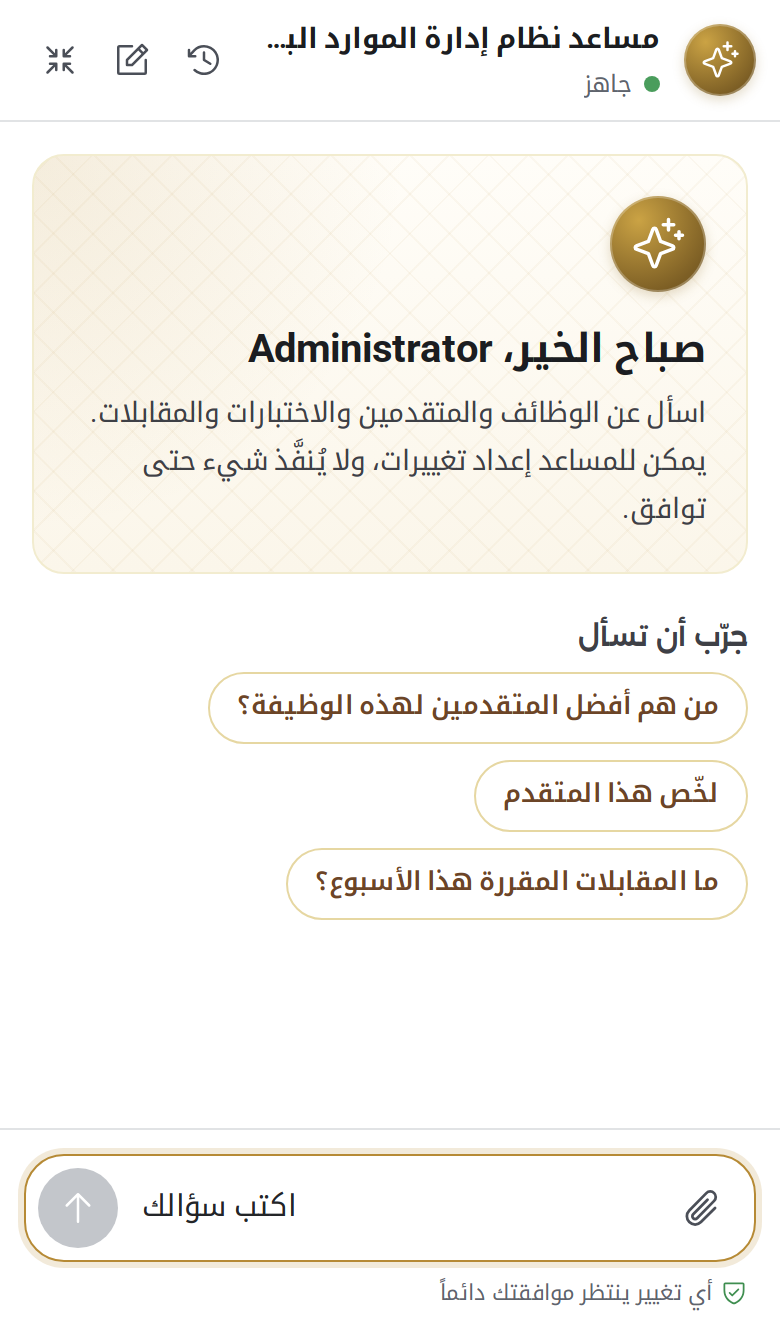 مساعد نظام إدارة الموارد الب...
جاهز
صباح الخير، Administrator
اسأل عن الوظائف والمتقدمين والاختبارات والمقابلات.
يمكن للمساعد إعداد تغييرات، ولا يُنفَّذ شيء حتى
توافق.
جرّب أن تسأل
من هم أفضل المتقدمين لهذه الوظيفة؟
لخّص هذا المتقدم
ما المقابلات المقررة هذا الأسبوع؟
اكتب سؤالك
أي تغيير ينتظر موافقتك دائماً